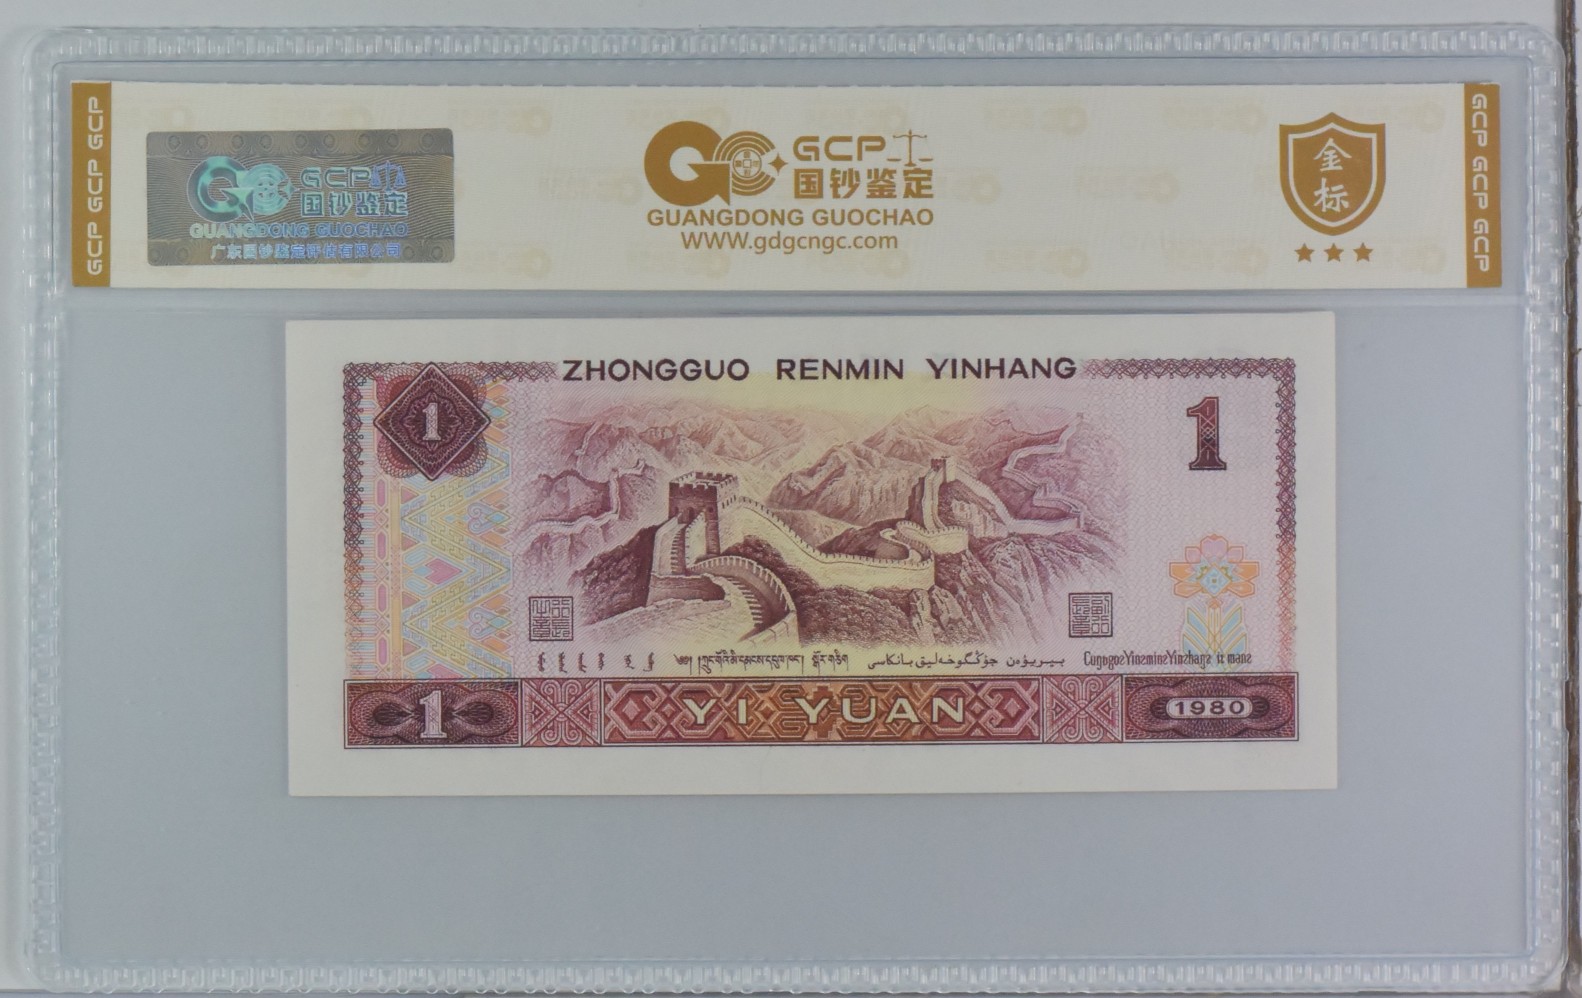 GCP GCP GCP
GCP
国钞鉴定
GUANGDONG GUOCHAO
广东国钞鉴定评估有限公司
GCP
国钞鉴定
GUANGDONG GUOCHAO
WWW.gdgcngc.com
金
标
GCP GCP GCP
ZHONGGUO RENMIN YINHANG
1
1
YI YUAN
1
1980